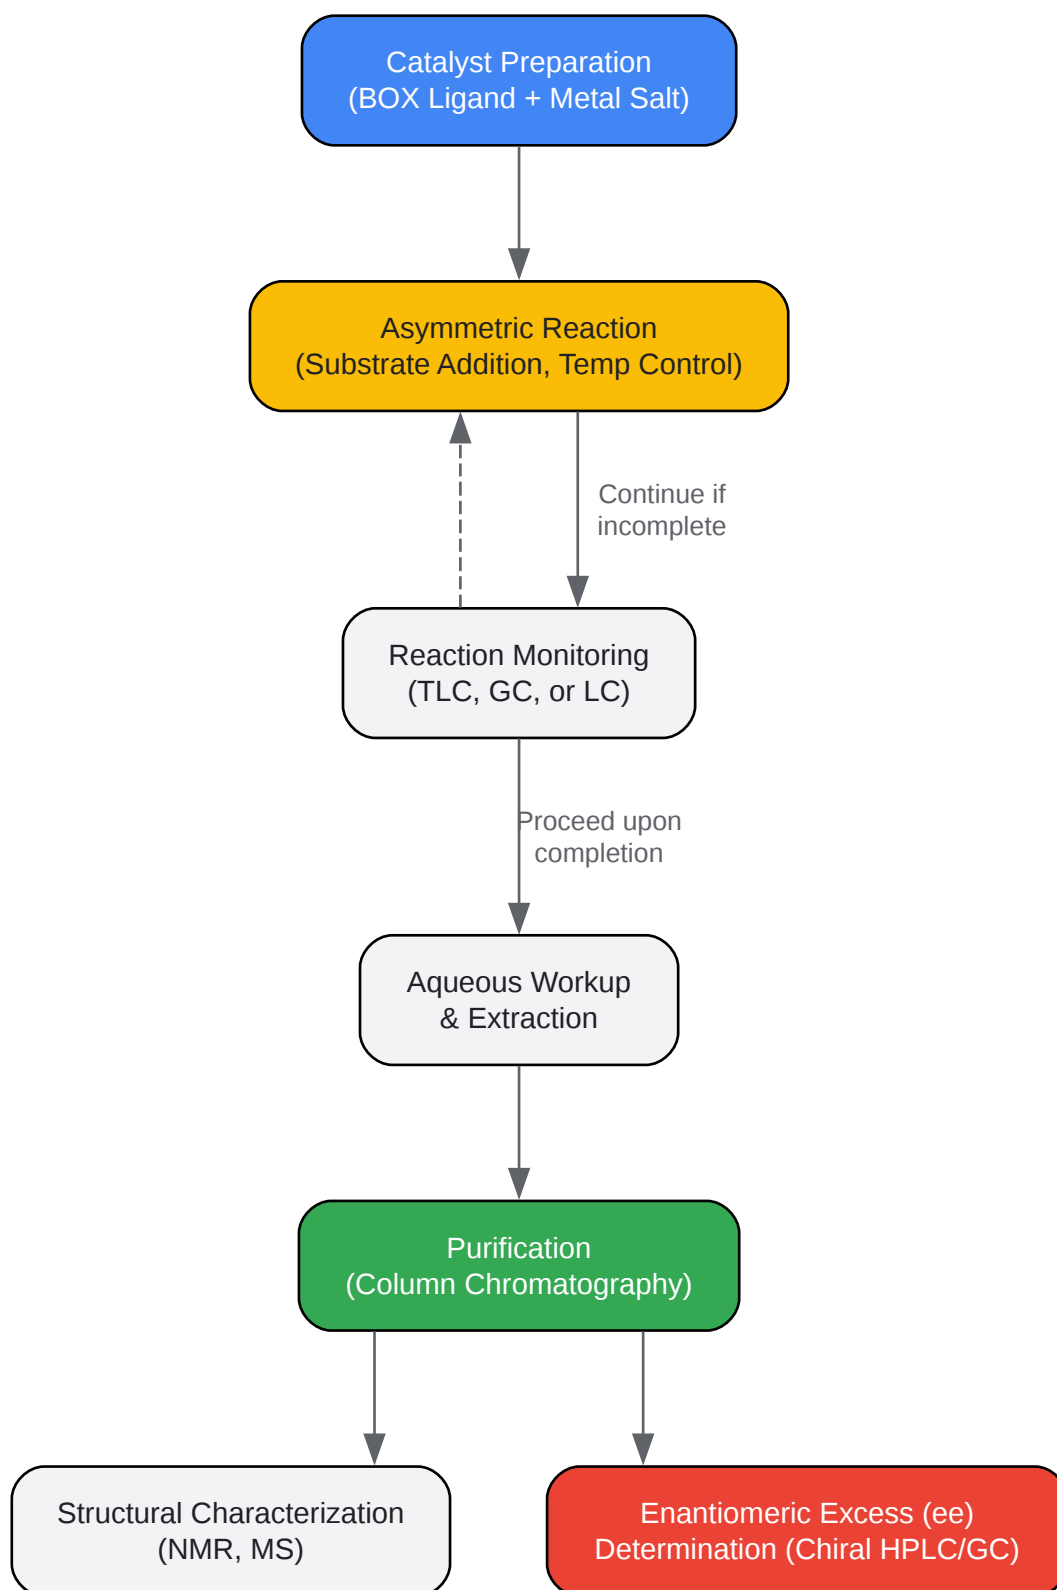 Catalyst Preparation
(BOX Ligand + Metal Salt)
Asymmetric Reaction
(Substrate Addition, Temp Control)
Continue if
incomplete
Reaction Monitoring
(TLC, GC, or LC)
Proceed upon
completion
Aqueous Workup
& Extraction
Purification
(Column Chromatography)
Structural Characterization
(NMR, MS)
Enantiomeric Excess (ee)
Determination (Chiral HPLC/GC)